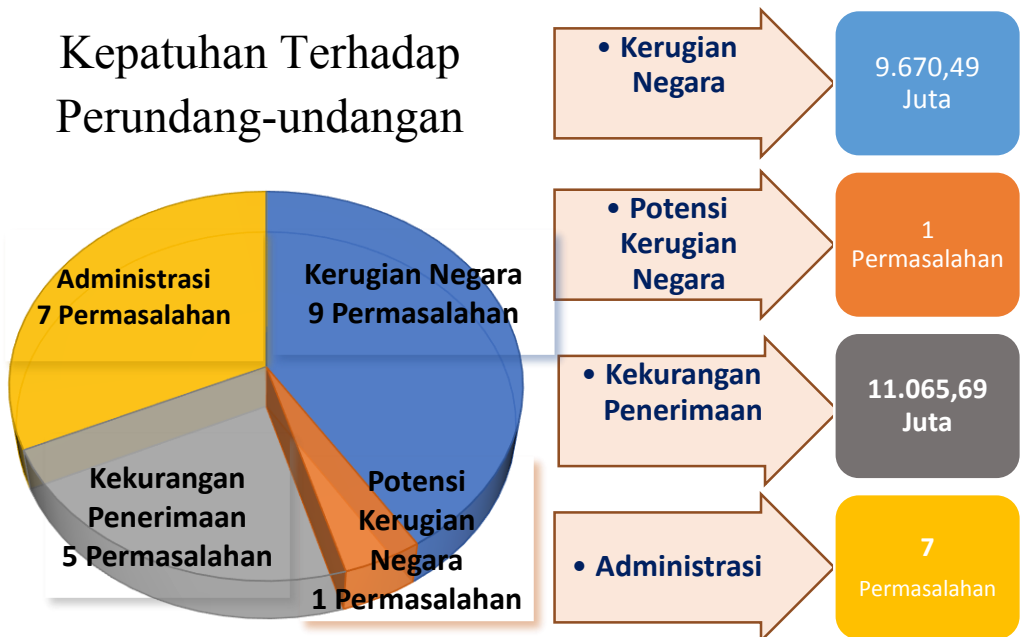 Kepatuhan Terhadap
Perundang-undangan
Administrasi
7 Permasalahan
Kerugian Negara
9 Permasalahan
Kekurangan
Penerimaan
5 Permasalahan
Potensi
Kerugian
Negara
1 Permasalahan
• Kerugian
Negara
9.670,49
Juta
• Potensi
Kerugian
Negara
1
Permasalahan
• Kekurangan
Penerimaan
11.065,69
Juta
• Administrasi
7
Permasalahan